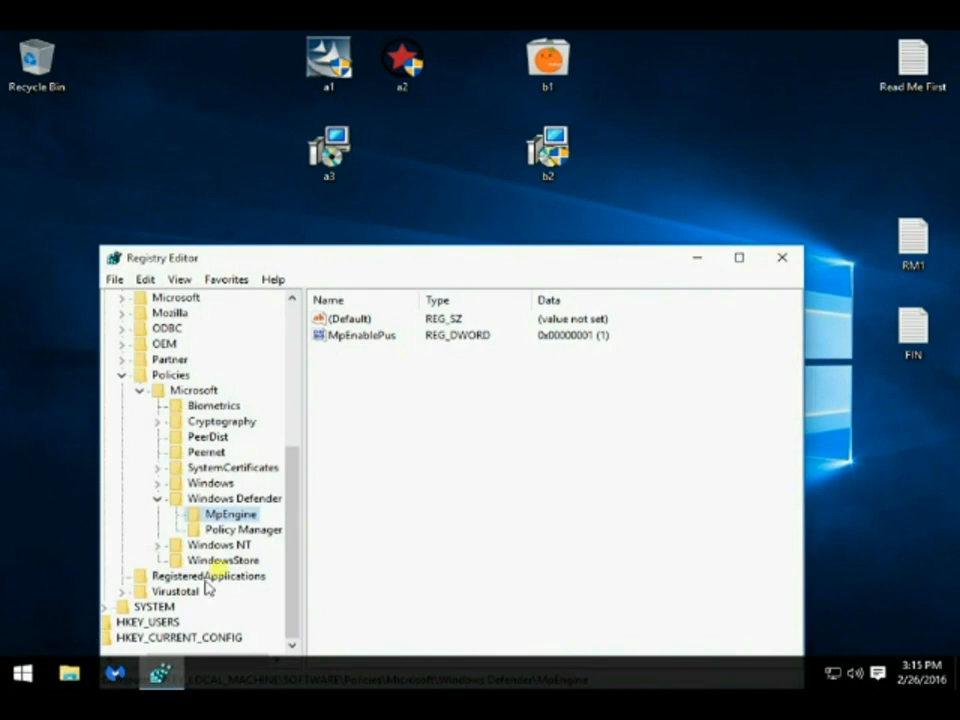 Recycle Bin
a1
a2
b1
Read Me First
a3
b2
RM1
FIN
Registry Editor
File Edit View Favorites Help
Name Type Data
(Default) REG_SZ (value not set)
MpEnablePus REG_DWORD 0x00000001 (1)
Microsoft
Mozilla
ODBC
OEM
Partner
Policies
Microsoft
Biometrics
Cryptography
PeerDist
Peernet
SystemCertificates
Windows
Windows Defender
MpEngine
Policy Manager
Windows NT
WindowsStore
RegisteredApplications
Virustotal
SYSTEM
HKEY_USERS
HKEY_CURRENT_CONFIG
LOCAL_MACHINE\SOFTWARE\Policies\Microsoft\Windows Defender\MpEngine
3:15 PM
2/26/2016